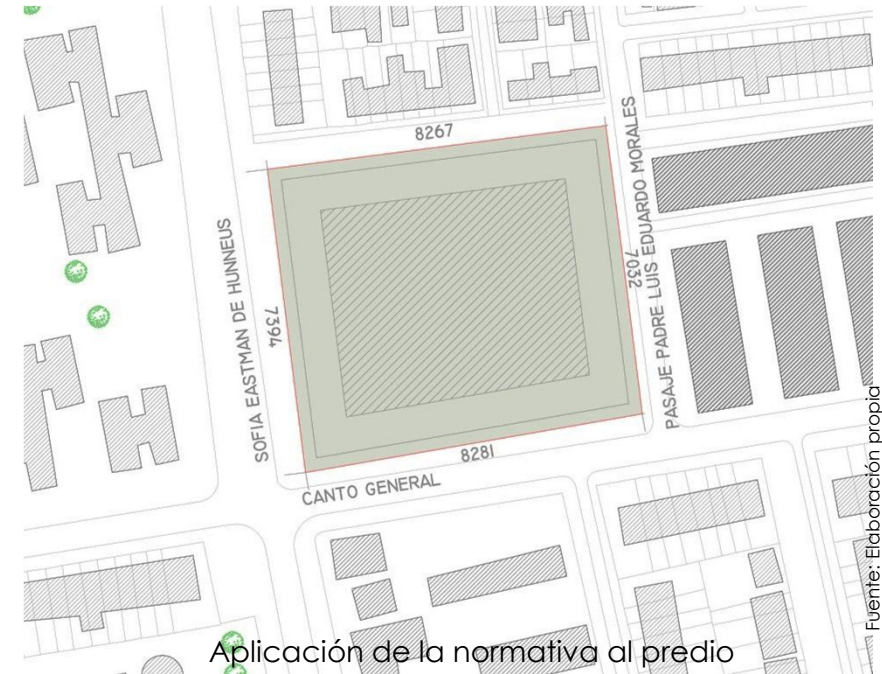 8267
PASAJE PADRE LUIS EDUARDO MORALES
7032
SOFIA EASTMAN DE HUNNEUS
7394
8281
CANTO GENERAL
Fuente: Elaboración propia
Aplicación de la normativa al predio